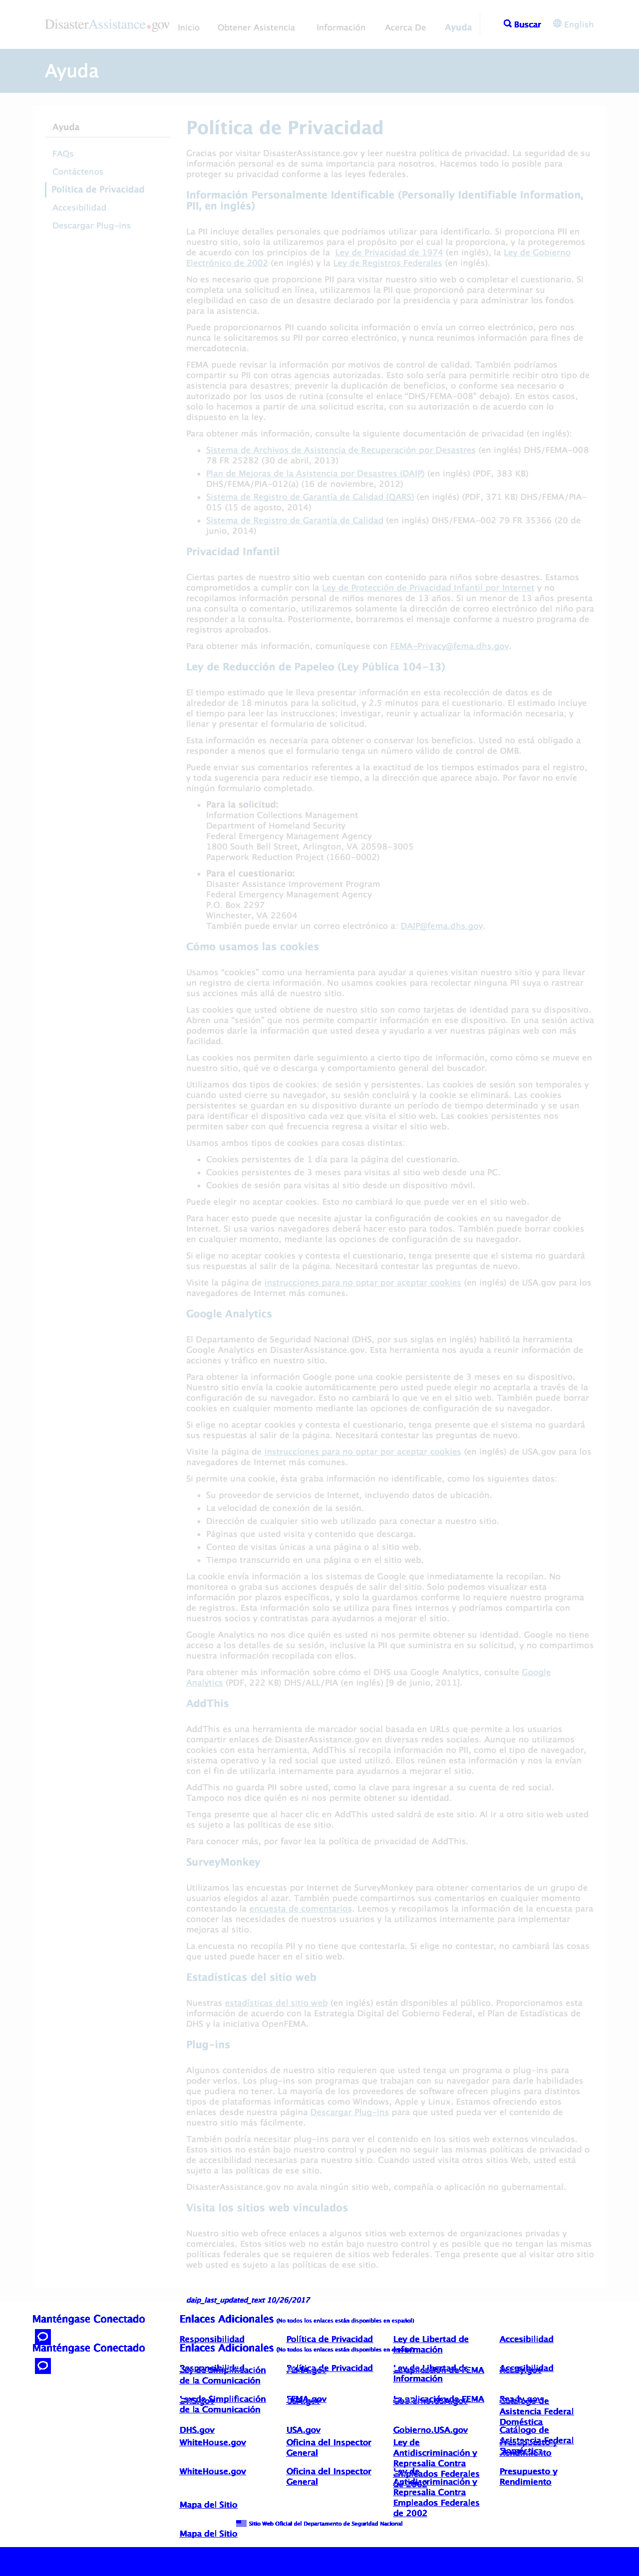 DisasterAssistance.gov
Inicio Obtener Asistencia Información Acerca De Ayuda Buscar English
Ayuda
Ayuda
FAQs
Contáctenos
Política de Privacidad
Accesibilidad
Descargar Plug-ins
Política de Privacidad
Gracias por visitar DisasterAssistance.gov y leer nuestra política de privacidad. La seguridad de su
información personal es de suma importancia para nosotros. Hacemos todo lo posible para
proteger su privacidad conforme a las leyes federales.
Información Personalmente Identificable (Personally Identifiable Information,
PII, en inglés)
La PII incluye detalles personales que podríamos utilizar para identificarlo. Si proporciona PII en
nuestro sitio, solo la utilizaremos para el propósito por el cual la proporciona, y la protegeremos
de acuerdo con los principios de la Ley de Privacidad de 1974 (en inglés), la Ley de Gobierno
Electrónico de 2002 (en inglés) y la Ley de Registros Federales (en inglés).
No es necesario que proporcione PII para visitar nuestro sitio web o completar el cuestionario. Si
completa una solicitud en línea, utilizaremos la PII que proporcionó para determinar su
elegibilidad en caso de un desastre declarado por la presidencia y para administrar los fondos
para la asistencia.
Puede proporcionarnos PII cuando solicita información o envía un correo electrónico, pero nos
nunca le solicitaremos su PII por correo electrónico, y nunca reunimos información para fines de
mercadotecnia.
FEMA puede revisar la información por motivos de control de calidad. También podríamos
compartir su PII con otras agencias autorizadas. Esto solo sería para permitirle recibir otro tipo de
asistencia para desastres; prevenir la duplicación de beneficios, o conforme sea necesario o
autorizado por los usos de rutina (consulte el enlace "DHS/FEMA-008" debajo). En estos casos,
solo lo hacemos a partir de una solicitud escrita, con su autorización o de acuerdo con lo
dispuesto en la ley.
Para obtener más información, consulte la siguiente documentación de privacidad (en inglés):
• Sistema de Archivos de Asistencia de Recuperación por Desastres (en inglés) DHS/FEMA-008
78 FR 25282 (30 de abril, 2013)
• Plan de Mejoras de la Asistencia por Desastres (DAIP) (en inglés) (PDF, 383 KB)
DHS/FEMA/PIA-012(a) (16 de noviembre, 2012)
• Sistema de Registro de Garantía de Calidad (QARS) (en inglés) (PDF, 371 KB) DHS/FEMA/PIA-
015 (15 de agosto, 2014)
• Sistema de Registro de Garantía de Calidad (en inglés) DHS/FEMA-002 79 FR 35366 (20 de
junio, 2014)
Privacidad Infantil
Ciertas partes de nuestro sitio web cuentan con contenido para niños sobre desastres. Estamos
comprometidos a cumplir con la Ley de Protección de Privacidad Infantil por Internet y no
recopilamos información personal de niños menores de 13 años. Si un menor de 13 años presenta
una consulta o comentario, utilizaremos solamente la dirección de correo electrónico del niño para
responder a la consulta. Posteriormente, borraremos el mensaje conforme a nuestro programa de
registros aprobados.
Para obtener más información, comuníquese con FEMA-Privacy@fema.dhs.gov.
Ley de Reducción de Papeleo (Ley Pública 104-13)
El tiempo estimado que le lleva presentar información en esta recolección de datos es de
alrededor de 18 minutos para la solicitud, y 2.5 minutos para el cuestionario. El estimado incluye
el tiempo para leer las instrucciones; investigar, reunir y actualizar la información necesaria; y
llenar y presentar el formulario de solicitud.
Esta información es necesaria para obtener o conservar los beneficios. Usted no está obligado a
responder a menos que el formulario tenga un número válido de control de OMB.
Puede enviar sus comentarios referentes a la exactitud de los tiempos estimados para el registro,
y toda sugerencia para reducir ese tiempo, a la dirección que aparece abajo. Por favor no envíe
ningún formulario completado.
• Para la solicitud:
Information Collections Management
Department of Homeland Security
Federal Emergency Management Agency
1800 South Bell Street, Arlington, VA 20598-3005
Paperwork Reduction Project (1660-0002)
• Para el cuestionario:
Disaster Assistance Improvement Program
Federal Emergency Management Agency
P.O. Box 2297
Winchester, VA 22604
También puede enviar un correo electrónico a: DAIP@fema.dhs.gov.
Cómo usamos las cookies
Usamos "cookies" como una herramienta para ayudar a quienes visitan nuestro sitio y para llevar
un registro de cierta información. No usamos cookies para recolectar ninguna PII suya o rastrear
sus acciones más allá de nuestro sitio.
Las cookies que usted obtiene de nuestro sitio son como tarjetas de identidad para su dispositivo.
Abren una "sesión" que nos permite compartir información en ese dispositivo. En una sesión activa
podemos darle la información que usted desea y ayudarlo a ver nuestras páginas web con más
facilidad.
Las cookies nos permiten darle seguimiento a cierto tipo de información, como cómo se mueve en
nuestro sitio, qué ve o descarga y comportamiento general del buscador.
Utilizamos dos tipos de cookies: de sesión y persistentes. Las cookies de sesión son temporales y
cuando usted cierre su navegador, su sesión concluirá y la cookie se eliminará. Las cookies
persistentes se guardan en su dispositivo durante un período de tiempo determinado y se usan
para identificar el dispositivo cada vez que visita el sitio web. Las cookies persistentes nos
permiten saber con qué frecuencia regresa a visitar el sitio web.
Usamos ambos tipos de cookies para cosas distintas:
• Cookies persistentes de 1 día para la página del cuestionario.
• Cookies persistentes de 3 meses para visitas al sitio web desde una PC.
• Cookies de sesión para visitas al sitio desde un dispositivo móvil.
Puede elegir no aceptar cookies. Esto no cambiará lo que puede ver en el sitio web.
Para hacer esto puede que necesite ajustar la configuración de cookies en su navegador de
Internet. Si usa varios navegadores deberá hacer esto para todos. También puede borrar cookies
en cualquier momento, mediante las opciones de configuración de su navegador.
Si elige no aceptar cookies y contesta el cuestionario, tenga presente que el sistema no guardará
sus respuestas al salir de la página. Necesitará contestar las preguntas de nuevo.
Visite la página de instrucciones para no optar por aceptar cookies (en inglés) de USA.gov para los
navegadores de Internet más comunes.
Google Analytics
El Departamento de Seguridad Nacional (DHS, por sus siglas en inglés) habilitó la herramienta
Google Analytics en DisasterAssistance.gov. Esta herramienta nos ayuda a reunir información de
acciones y tráfico en nuestro sitio.
Para obtener la información Google pone una cookie persistente de 3 meses en su dispositivo.
Nuestro sitio envía la cookie automáticamente pero usted puede elegir no aceptarla a través de la
configuración de su navegador. Esto no cambiará lo que ve en el sitio web. También puede borrar
cookies en cualquier momento mediante las opciones de configuración de su navegador.
Si elige no aceptar cookies y contesta el cuestionario, tenga presente que el sistema no guardará
sus respuestas al salir de la página. Necesitará contestar las preguntas de nuevo.
Visite la página de instrucciones para no optar por aceptar cookies (en inglés) de USA.gov para los
navegadores de Internet más comunes.
Si permite una cookie, ésta graba información no identificable, como los siguientes datos:
• Su proveedor de servicios de Internet, incluyendo datos de ubicación.
• La velocidad de conexión de la sesión.
• Dirección de cualquier sitio web utilizado para conectar a nuestro sitio.
• Páginas que usted visita y contenido que descarga.
• Conteo de visitas únicas a una página o al sitio web.
• Tiempo transcurrido en una página o en el sitio web.
La cookie envía información a los sistemas de Google que inmediatamente la recopilan. No
monitorea o graba sus acciones después de salir del sitio. Solo podemos visualizar esta
información por plazos específicos, y solo la guardamos conforme lo requiere nuestro programa
de registros. Esta información solo se utiliza para fines internos y podríamos compartirla con
nuestros socios y contratistas para ayudarnos a mejorar el sitio.
Google Analytics no nos dice quién es usted ni nos permite obtener su identidad. Google no tiene
acceso a los detalles de su sesión, inclusive la PII que suministra en su solicitud, y no compartimos
nuestra información recopilada con ellos.
Para obtener más información sobre cómo el DHS usa Google Analytics, consulte Google
Analytics (PDF, 222 KB) DHS/ALL/PIA (en inglés) [9 de junio, 2011].
AddThis
AddThis es una herramienta de marcador social basada en URLs que permite a los usuarios
compartir enlaces de DisasterAssistance.gov en diversas redes sociales. Aunque no utilizamos
cookies con esta herramienta, AddThis sí recopila información no PII, como el tipo de navegador,
sistema operativo y la red social que usted utilizó. Ellos reúnen esta información y nos la envían
con el fin de utilizarla internamente para ayudarnos a mejorar el sitio.
AddThis no guarda PII sobre usted, como la clave para ingresar a su cuenta de red social.
Tampoco nos dice quién es ni nos permite obtener su identidad.
Tenga presente que al hacer clic en AddThis usted saldrá de este sitio. Al ir a otro sitio web usted
es sujeto a las políticas de ese sitio.
Para conocer más, por favor lea la política de privacidad de AddThis.
SurveyMonkey
Utilizamos las encuestas por Internet de SurveyMonkey para obtener comentarios de un grupo de
usuarios elegidos al azar. También puede compartirnos sus comentarios en cualquier momento
contestando la encuesta de comentarios. Leemos y recopilamos la información de la encuesta para
conocer las necesidades de nuestros usuarios y la utilizamos internamente para implementar
mejoras al sitio.
La encuesta no recopila PII y no tiene que contestarla. Si elige no contestar, no cambiará las cosas
que usted puede hacer en el sitio web.
Estadísticas del sitio web
Nuestras estadísticas del sitio web (en inglés) están disponibles al público. Proporcionamos esta
información de acuerdo con la Estrategia Digital del Gobierno Federal, el Plan de Estadísticas de
DHS y la iniciativa OpenFEMA.
Plug-ins
Algunos contenidos de nuestro sitio requieren que usted tenga un programa o plug-ins para
poder verlos. Los plug-ins son programas que trabajan con su navegador para darle habilidades
que pudiera no tener. La mayoría de los proveedores de software ofrecen plugins para distintos
tipos de plataformas informáticas como Windows, Apple y Linux. Estamos ofreciendo estos
enlaces desde nuestra página Descargar Plug-ins para que usted pueda ver el contenido de
nuestro sitio más fácilmente.
También podría necesitar plug-ins para ver el contenido en los sitios web externos vinculados.
Estos sitios no están bajo nuestro control y pueden no seguir las mismas políticas de privacidad o
de accesibilidad necesarias para nuestro sitio. Cuando usted visita otros sitios Web, usted está
sujeto a las políticas de ese sitio.
DisasterAssistance.gov no avala ningún sitio web, compañía o aplicación no gubernamental.
Visita los sitios web vinculados
Nuestro sitio web ofrece enlaces a algunos sitios web externos de organizaciones privadas y
comerciales. Estos sitios web no están bajo nuestro control y es posible que no tengan las mismas
políticas federales que se requieren de sitios web federales. Tenga presente que al visitar otro sitio
web usted es sujeto a las políticas de ese sitio.
daip_last_updated_text 10/26/2017
Manténgase Conectado Enlaces Adicionales (No todos los enlaces están disponibles en español)
Responsibilidad Política de Privacidad Ley de Libertad de Accesibilidad
Información
Manténgase Conectado Enlaces Adicionales (No todos los enlaces están disponibles en español)
Responsibilidad Política de Privacidad Ley de Libertad de Accesibilidad
Información
de la Comunicación
Ley de Simplificación FEMA.gov La aplicación de FEMA Ready.gov
de la Comunicación
Catálogo de
Asistencia Federal
Doméstica
DHS.gov USA.gov Gobierno.USA.gov Catálogo de
Asistencia Federal
WhiteHouse.gov Oficina del Inspector
General
Ley de
Antidiscriminación y
Represalia Contra
Empleados Federales
WhiteHouse.gov Oficina del Inspector
General
Antidiscriminación y
Represalia Contra
Empleados Federales
de 2002
Presupuesto y
Rendimiento
Mapa del Sitio
Sitio Web Oficial del Departamento de Seguridad Nacional
Mapa del Sitio